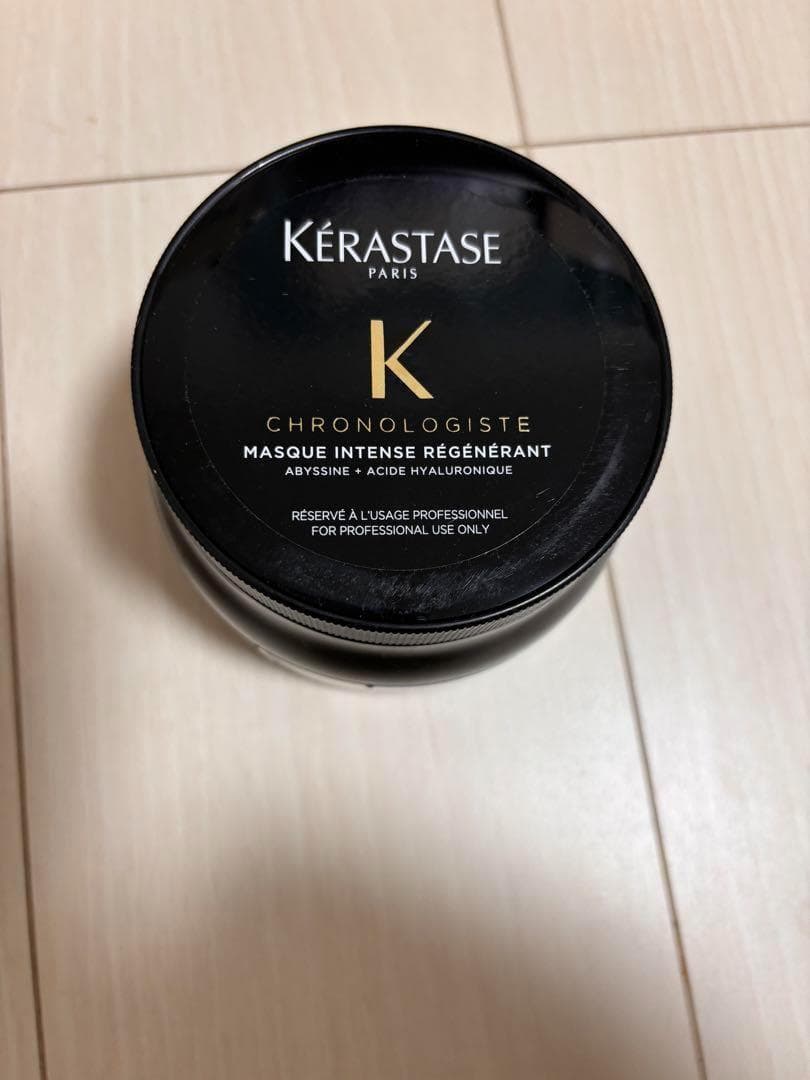 KÉRASTASE
PARIS
K
CHRONOLOGISTE
MASQUE INTENSE RÉGÉNÉRANT
ABYSSINE + ACIDE HYALURONIQUE
RÉSERVÉ À L'USAGE PROFESSIONNEL
FOR PROFESSIONAL USE ONLY